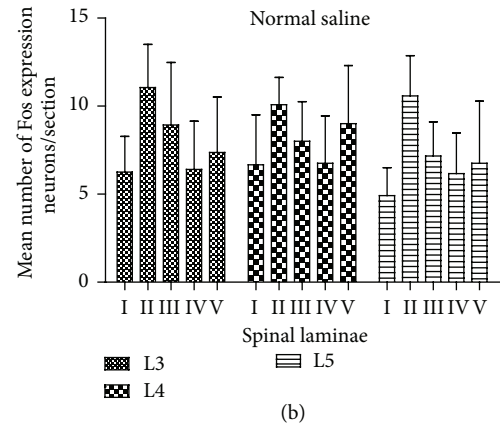 Normal saline
15
10
5
0
Mean number of Fos expression
neurons/section
I II III IV V I II III IV V I II III IV V
Spinal laminae
L3
L5
L4
(b)